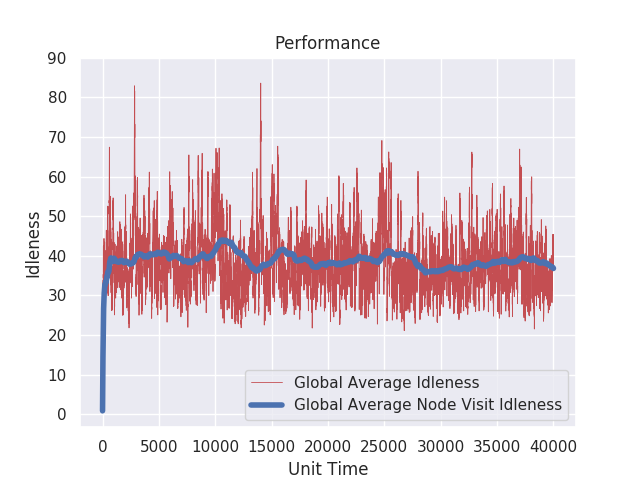 Performance
90
80
70
60
50
40
30
20
10
0
Idleness
0 5000 10000 15000 20000 25000 30000 35000 40000
Unit Time
Global Average Idleness
Global Average Node Visit Idleness